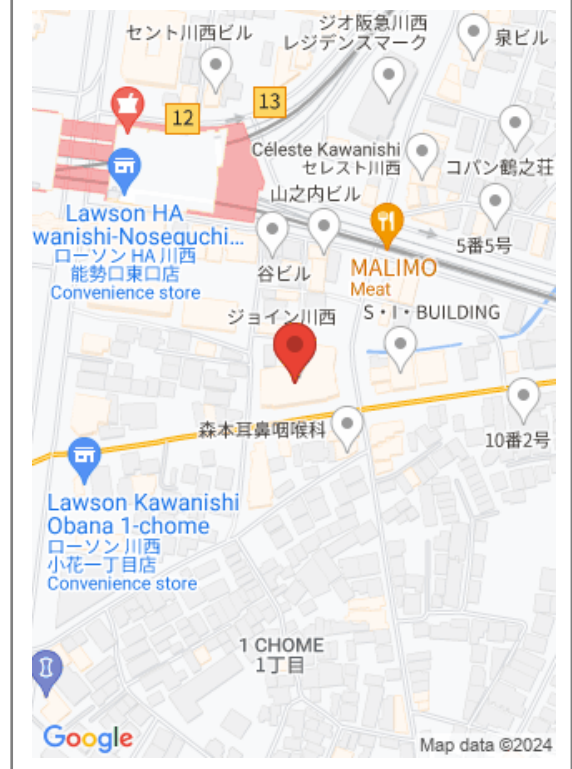 セント川西ビル
ジオ阪急川西
レジデンスマーク
泉ビル
12
13
Céleste Kawanishi
セレスト川西
コバン鶴之荘
山之内ビル
Lawson HA
wanishi-Noseguchi...
ローソン HA 川西
能勢口東口店
Convenience store
谷ビル
MALIMO
Meat
5番5号
ジョイン川西
S・I・BUILDING
森本耳鼻咽喉科
10番2号
Lawson Kawanishi
Obana 1-chome
ローソン 川西
小花一丁目店
Convenience store
1 CHOME
1丁目
Google
Map data ©2024